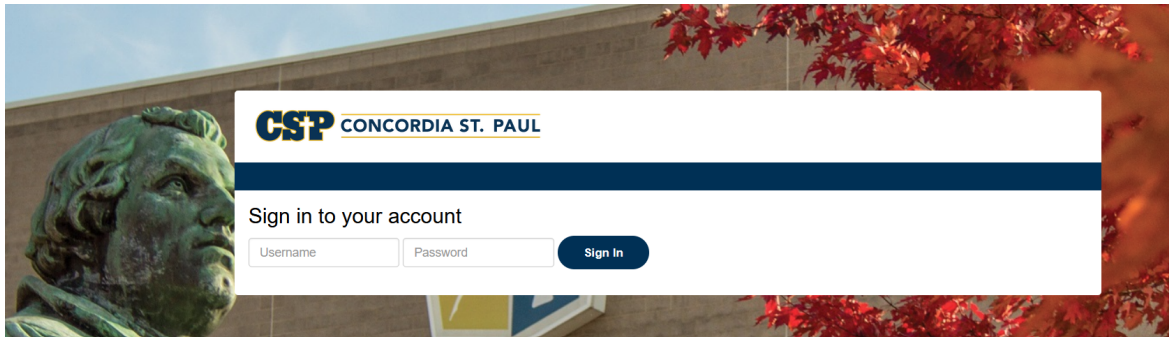 CSP CONCORDIA ST. PAUL
Sign in to your account
Username Password Sign In